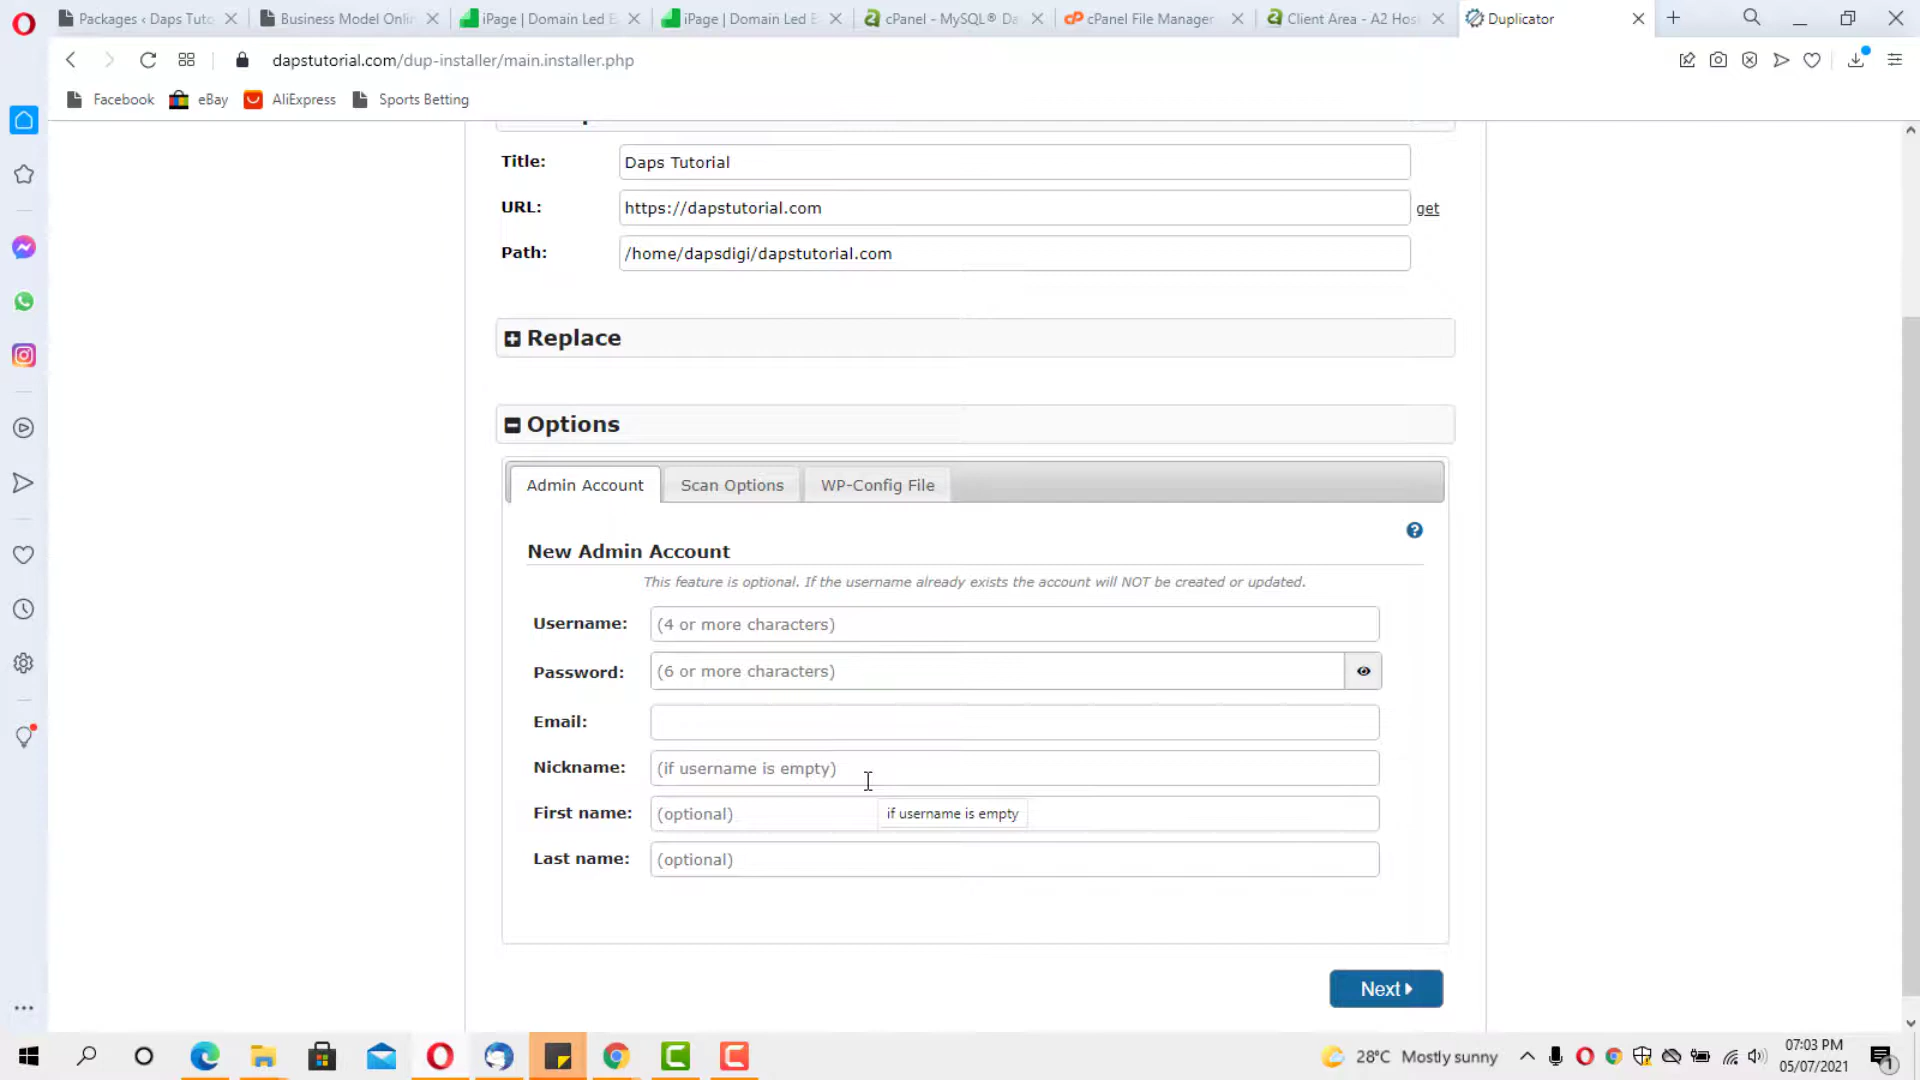 Packages ‹ Daps Tuto
Business Model Onlin
iPage | Domain Led E
iPage | Domain Led E
cPanel - MySQL® Da
cPanel File Manager
Client Area - A2 Hos
Duplicator
dapstutorial.com/dup-installer/main.installer.php
Facebook
eBay
AliExpress
Sports Betting
Title:
Daps Tutorial
URL:
https://dapstutorial.com
get
Path:
/home/dapsdigi/dapstutorial.com
Replace
Options
Admin Account
Scan Options
WP-Config File
New Admin Account
This feature is optional. If the username already exists the account will NOT be created or updated.
Username:
(4 or more characters)
Password:
(6 or more characters)
Email:
Nickname:
(if username is empty)
First name:
(optional)
if username is empty
Last name:
(optional)
Next
28°C Mostly sunny
07:03 PM
05/07/2021
1